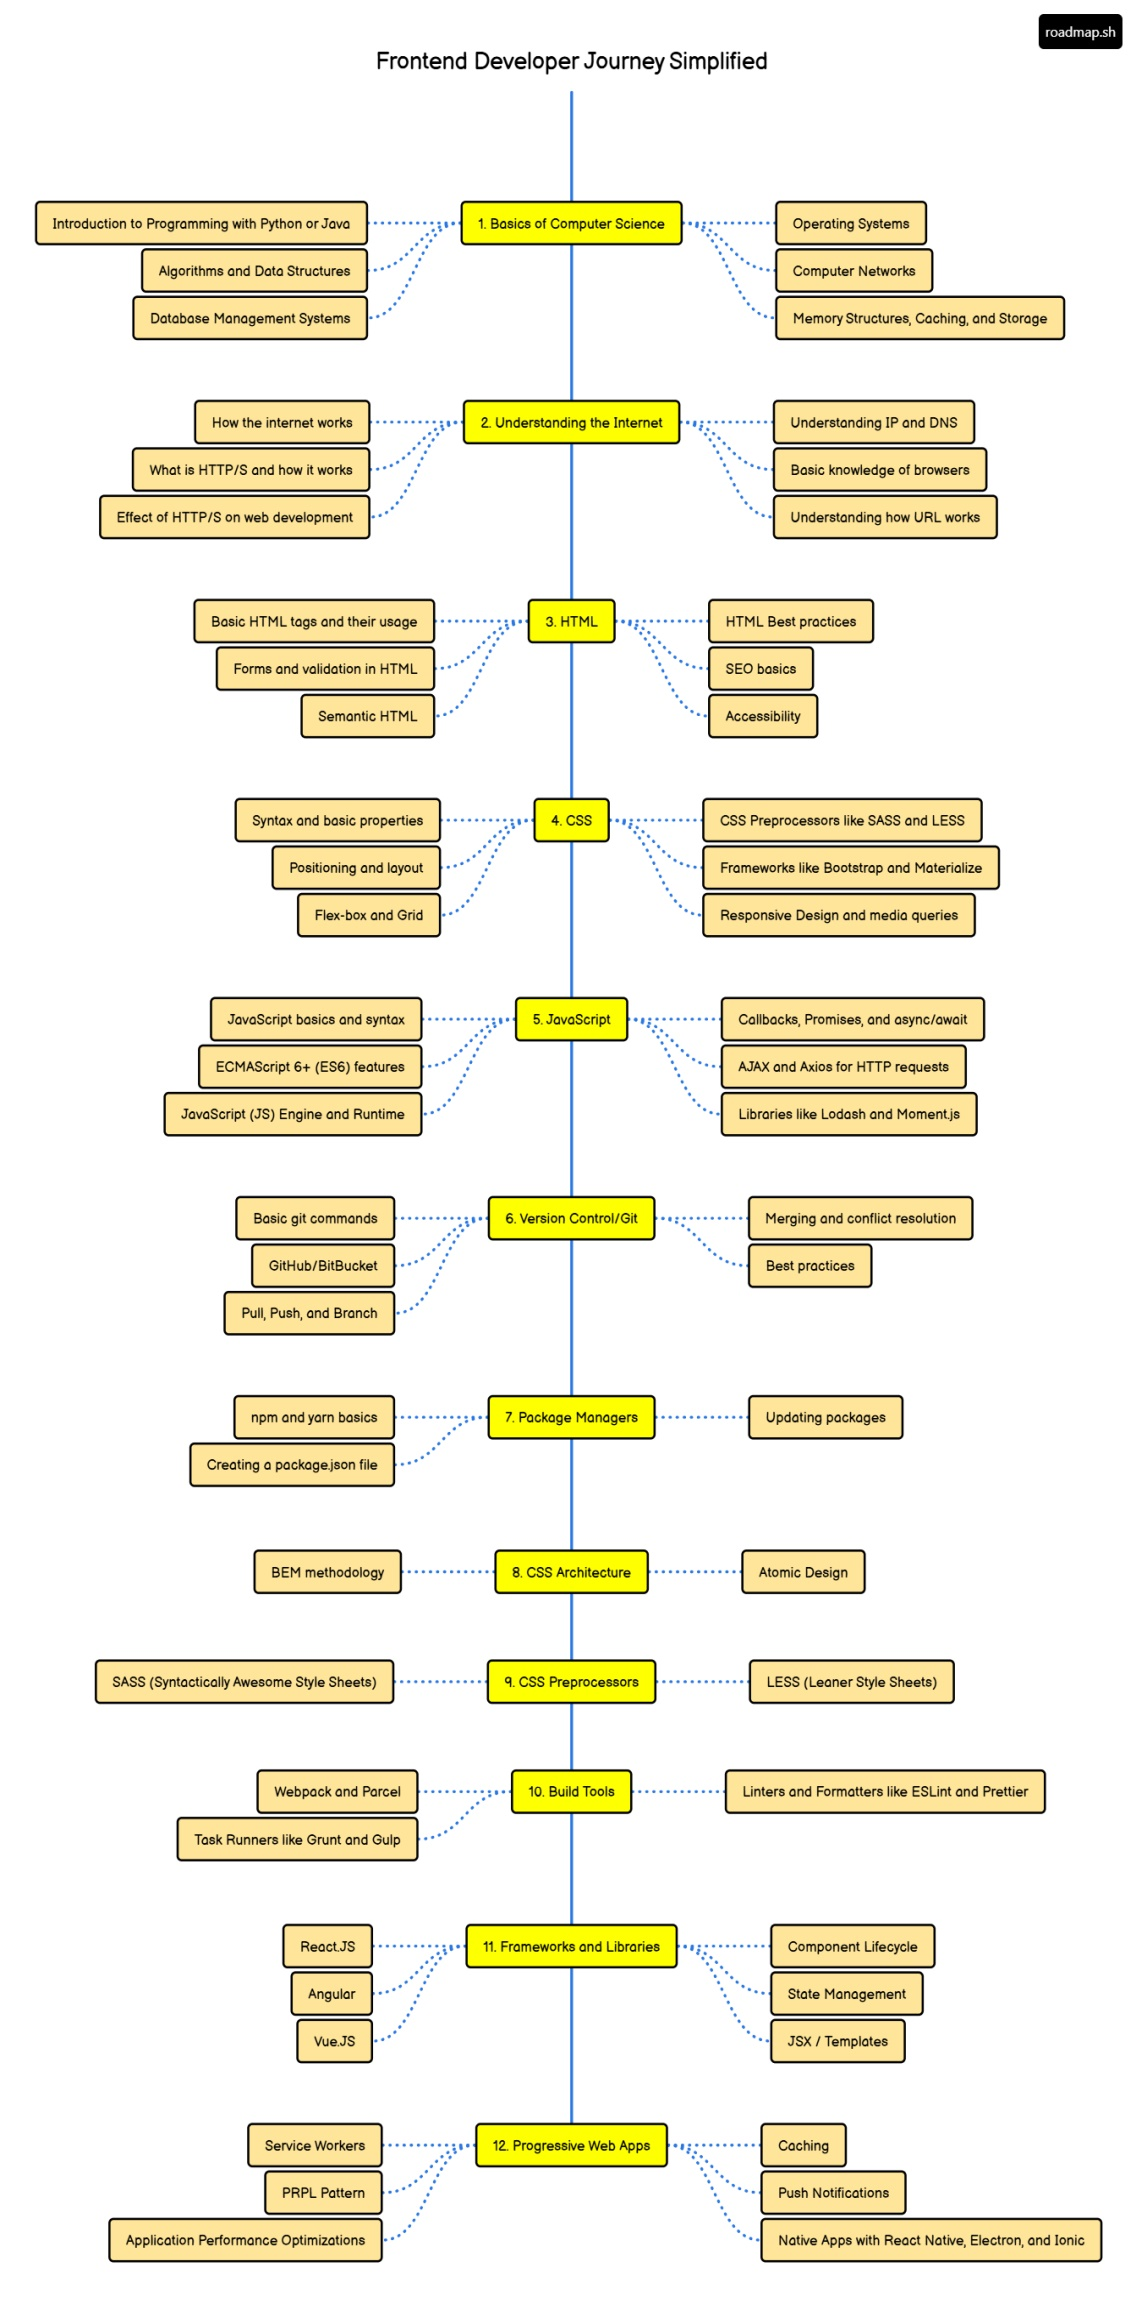 roadmap.sh
Frontend Developer Journey Simplified
1. Basics of Computer Science
Introduction to Programming with Python or Java
Algorithms and Data Structures
Database Management Systems
Operating Systems
Computer Networks
Memory Structures, Caching, and Storage
2. Understanding the Internet
How the internet works
What is HTTP/S and how it works
Effect of HTTP/S on web development
Understanding IP and DNS
Basic knowledge of browsers
Understanding how URL works
3. HTML
Basic HTML tags and their usage
Forms and validation in HTML
Semantic HTML
HTML Best practices
SEO basics
Accessibility
4. CSS
Syntax and basic properties
Positioning and layout
Flex-box and Grid
CSS Preprocessors like SASS and LESS
Frameworks like Bootstrap and Materialize
Responsive Design and media queries
5. JavaScript
JavaScript basics and syntax
ECMAScript 6+ (ES6) features
JavaScript (JS) Engine and Runtime
Callbacks, Promises, and async/await
AJAX and Axios for HTTP requests
Libraries like Lodash and Moment.js
6. Version Control/Git
Basic git commands
GitHub/BitBucket
Pull, Push, and Branch
Merging and conflict resolution
Best practices
7. Package Managers
npm and yarn basics
Creating a package.json file
Updating packages
8. CSS Architecture
BEM methodology
Atomic Design
9. CSS Preprocessors
SASS (Syntactically Awesome Style Sheets)
LESS (Leaner Style Sheets)
10. Build Tools
Webpack and Parcel
Task Runners like Grunt and Gulp
Linters and Formatters like ESLint and Prettier
11. Frameworks and Libraries
React.JS
Angular
Vue.JS
Component Lifecycle
State Management
JSX / Templates
12. Progressive Web Apps
Service Workers
PRPL Pattern
Application Performance Optimizations
Caching
Push Notifications
Native Apps with React Native, Electron, and Ionic